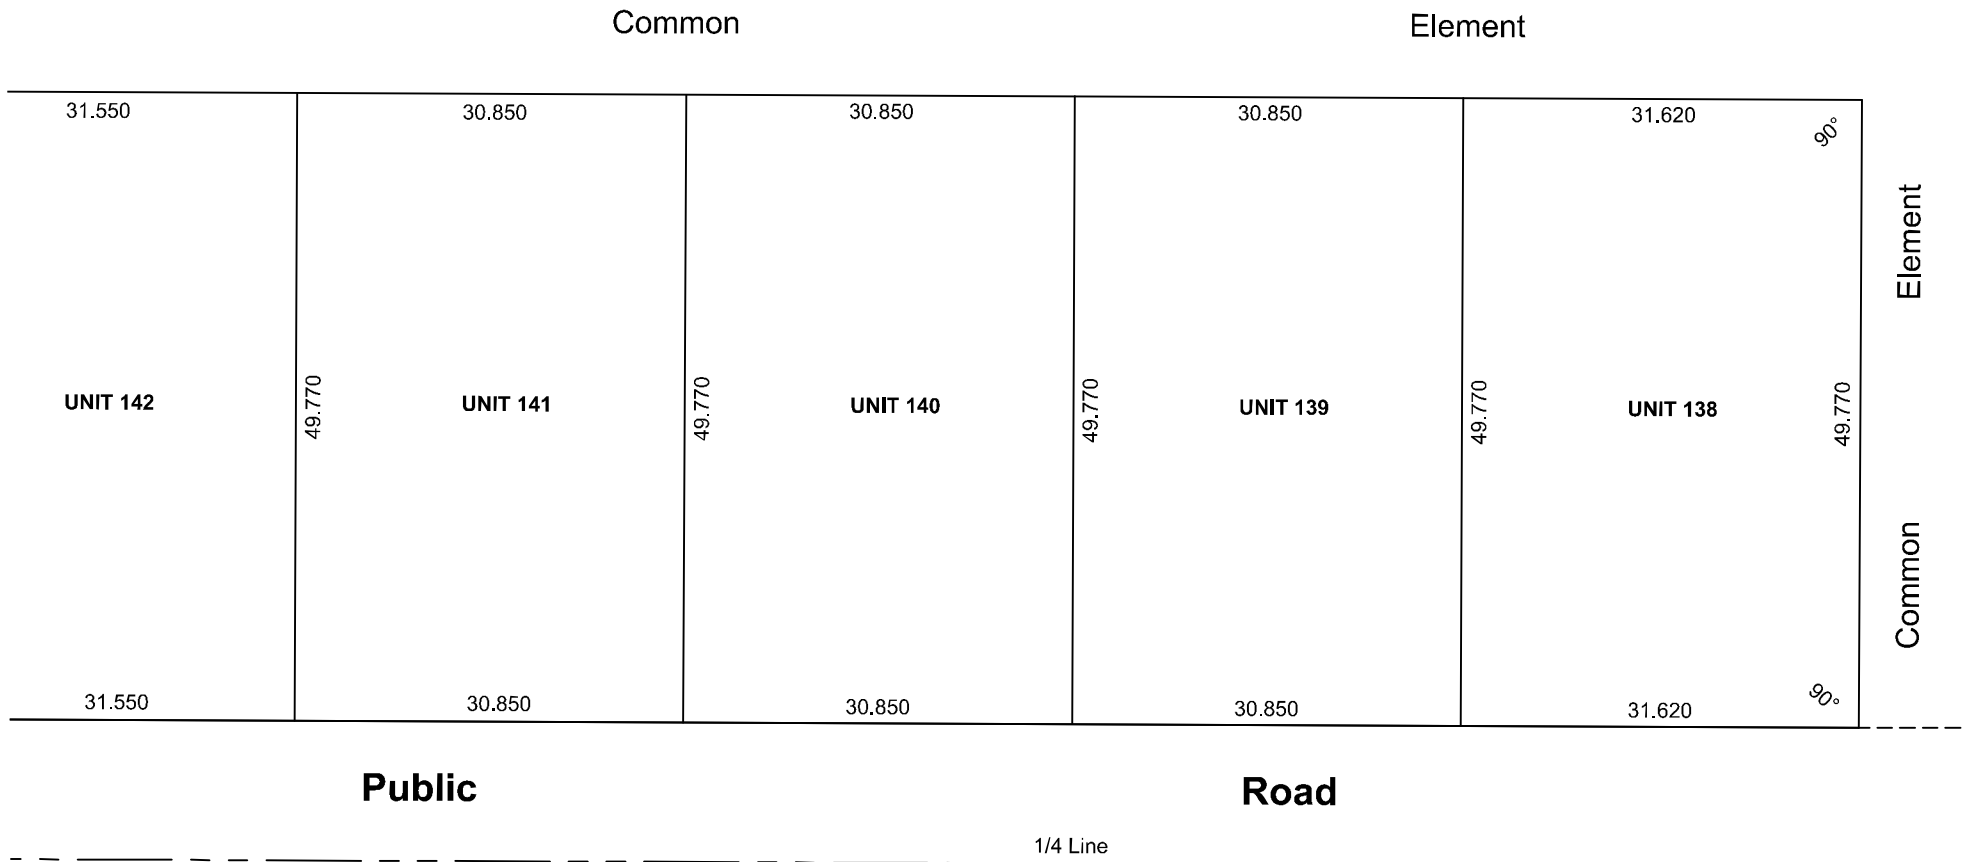 Common Element
31.550 30.850 30.850 30.850 31.620
90°
Element
49.770 49.770 49.770 49.770 49.770
UNIT 142 UNIT 141 UNIT 140 UNIT 139 UNIT 138
Common
90°
31.550 30.850 30.850 30.850 31.620
Public Road
1/4 Line